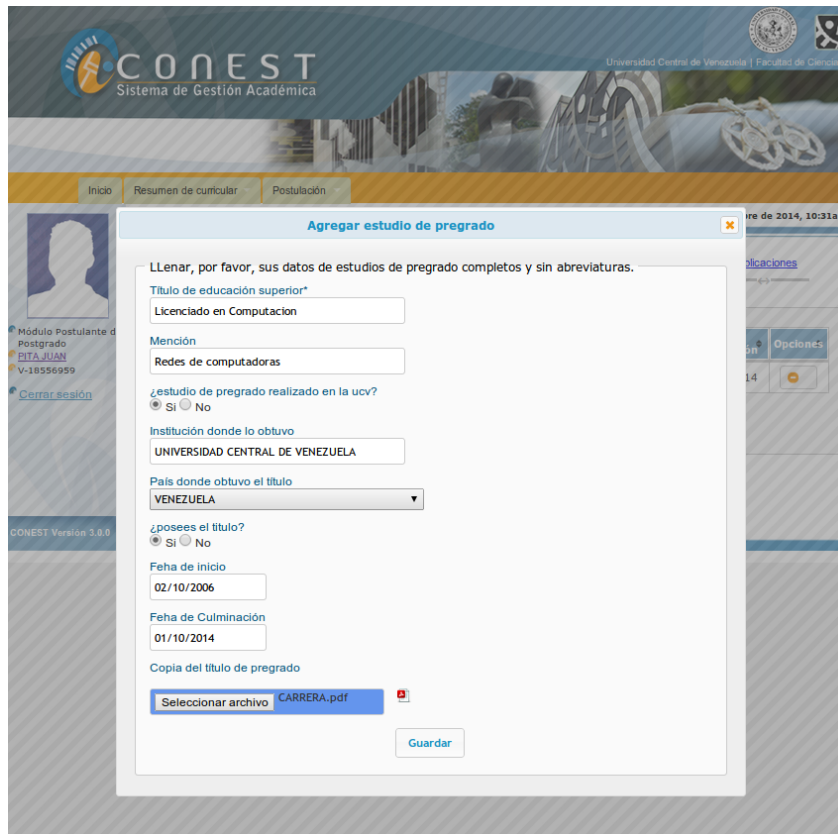 CONEST
Sistema de Gestión Académica
Universidad Central de Venezuela | Facultad de Ciencia
Inicio
Resumen de curricular
Postulación
re de 2014, 10:31a
Módulo Postulante d
Postgrado
PITA JUAN
V-18556959
Cerrar sesión
CONEST Versión 3.0.0
blicaciones
ón
Opciones
14
Agregar estudio de pregrado
LLenar, por favor, sus datos de estudios de pregrado completos y sin abreviaturas.
Título de educación superior*
Licenciado en Computacion
Mención
Redes de computadoras
¿estudio de pregrado realizado en la ucv?
Si No
Institución donde lo obtuvo
UNIVERSIDAD CENTRAL DE VENEZUELA
País donde obtuvo el título
VENEZUELA
¿posees el titulo?
Si No
Feha de inicio
02/10/2006
Feha de Culminación
01/10/2014
Copia del título de pregrado
Seleccionar archivo CARRERA.pdf
Guardar